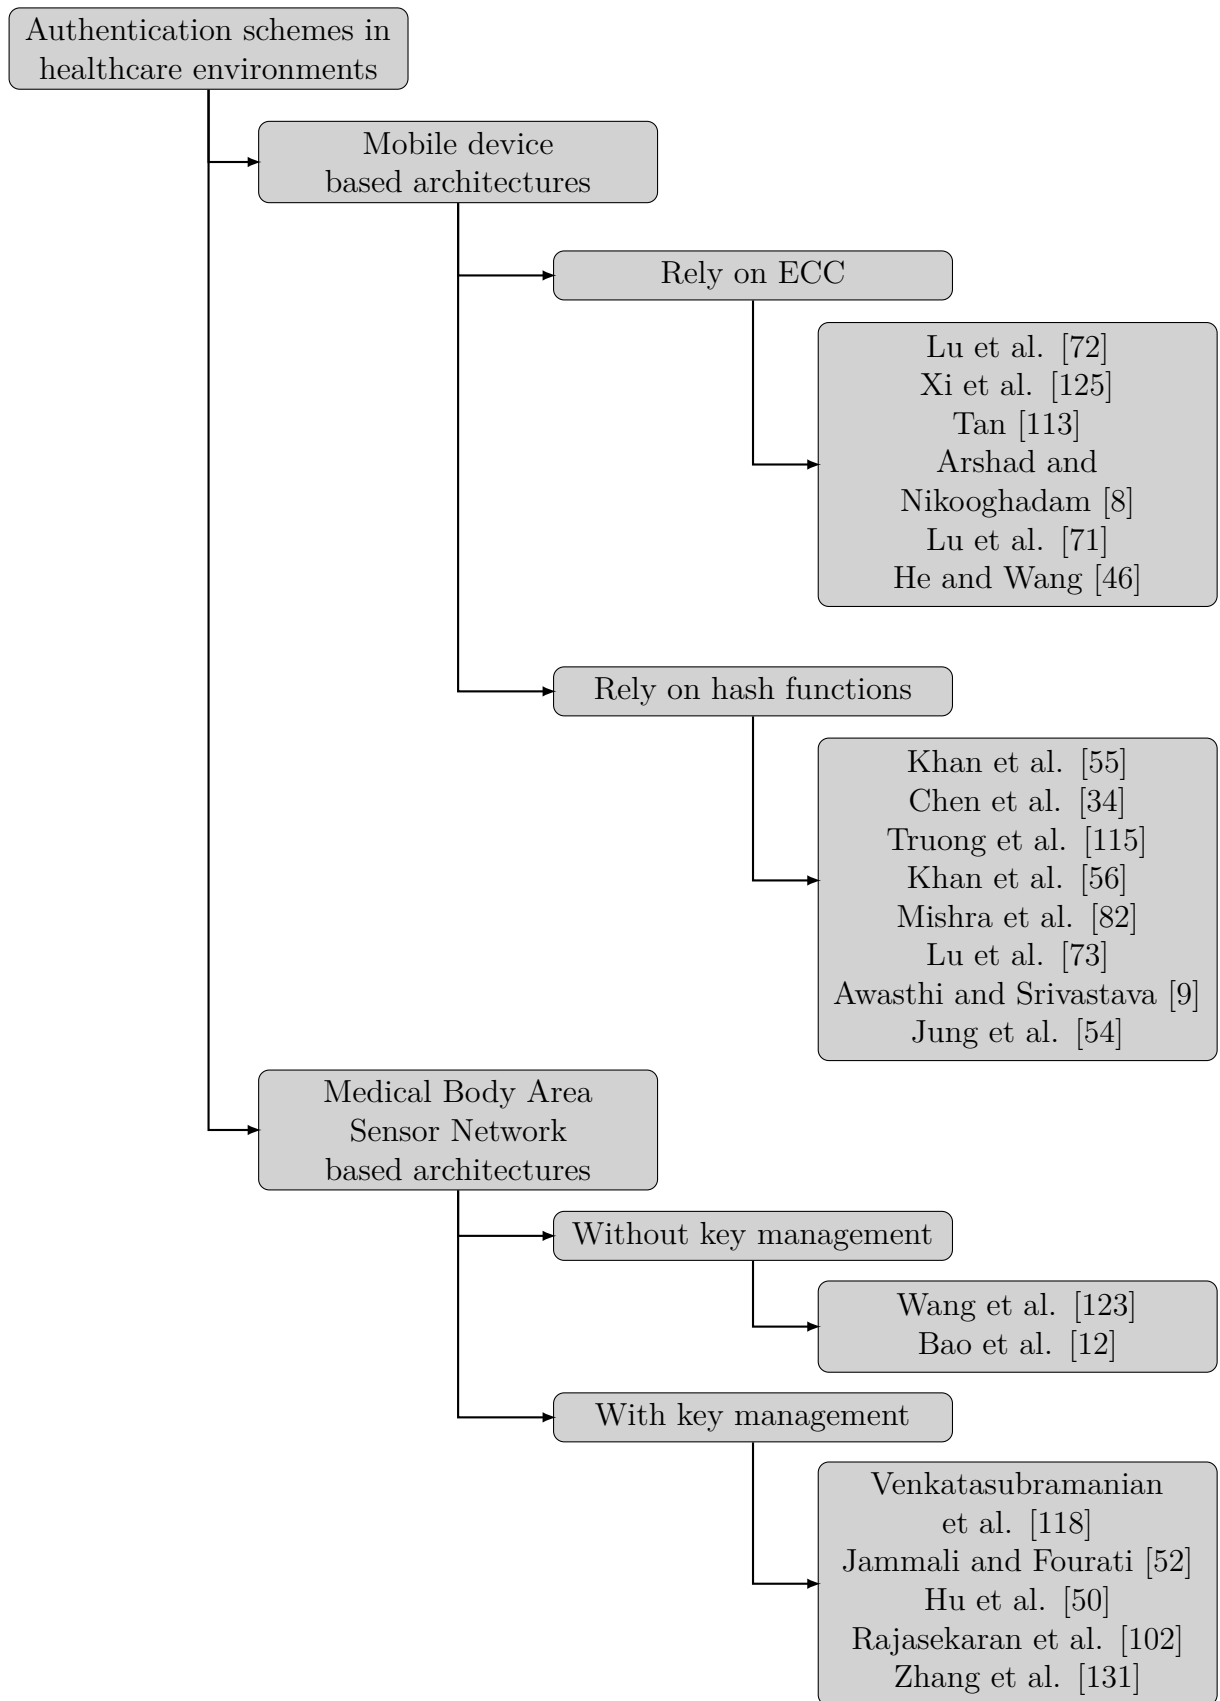 Authentication schemes in
healthcare environments
Mobile device
based architectures
Rely on ECC
Lu et al. [72]
Xi et al. [125]
Tan [113]
Arshad and
Nikooghadam [8]
Lu et al. [71]
He and Wang [46]
Rely on hash functions
Khan et al. [55]
Chen et al. [34]
Truong et al. [115]
Khan et al. [56]
Mishra et al. [82]
Lu et al. [73]
Awasthi and Srivastava [9]
Jung et al. [54]
Medical Body Area
Sensor Network
based architectures
Without key management
Wang et al. [123]
Bao et al. [12]
With key management
Venkatasubramanian
et al. [118]
Jammali and Fourati [52]
Hu et al. [50]
Rajasekaran et al. [102]
Zhang et al. [131]